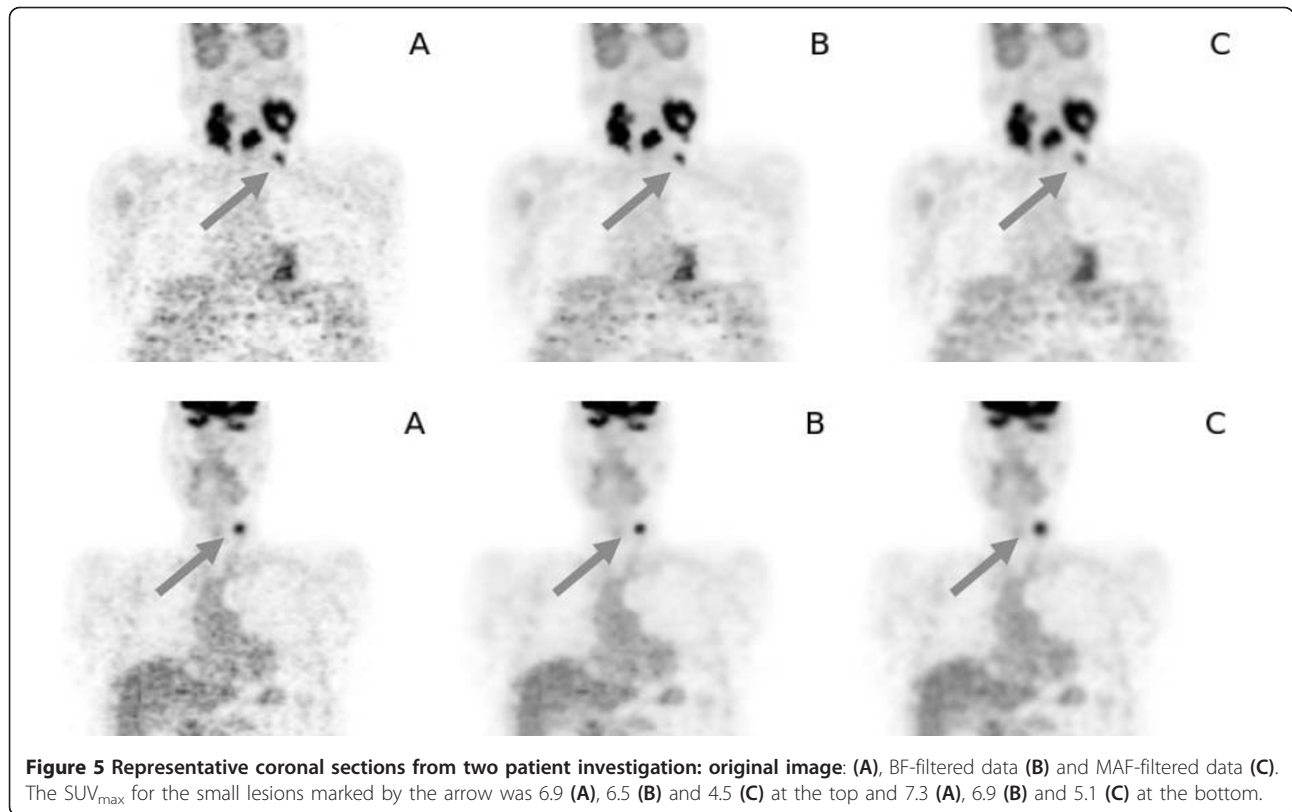 A B C
A B C
Figure 5 Representative coronal sections from two patient investigation: original image: (A), BF-filtered data (B) and MAF-filtered data (C).
The SUVmax for the small lesions marked by the arrow was 6.9 (A), 6.5 (B) and 4.5 (C) at the top and 7.3 (A), 6.9 (B) and 5.1 (C) at the bottom.